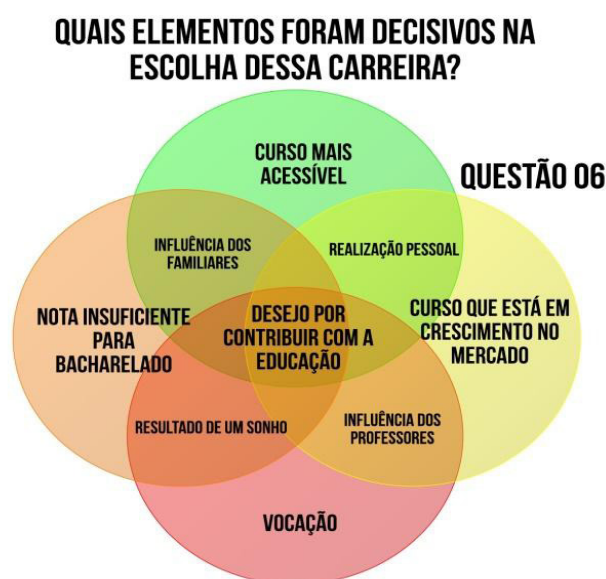 QUAIS ELEMENTOS FORAM DECISIVOS NA
ESCOLHA DESSA CARREIRA?
CURSO MAIS
ACESSÍVEL
QUESTÃO 06
INFLUÊNCIA DOS
FAMILIARES
REALIZAÇÃO PESSOAL
NOTA INSUFICIENTE
PARA
BACHARELADO
DESEJO POR
CONTRIBUIR COM A
EDUCAÇÃO
CURSO QUE ESTÁ EM
CRESCIMENTO NO
MERCADO
RESULTADO DE UM SONHO
INFLUÊNCIA DOS
PROFESSORES
VOCAÇÃO